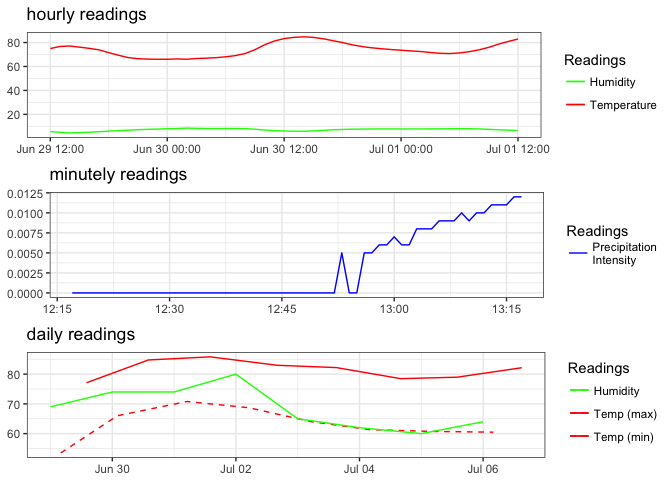 hourly readings
80
60
40
20
Jun 29 12:00 Jun 30 00:00 Jun 30 12:00 Jul 01 00:00 Jul 01 12:00
Readings
Humidity
Temperature
minutely readings
0.0125
0.0100
0.0075
0.0050
0.0025
0.0000
12:15 12:30 12:45 13:00 13:15
Readings
Precipitation
Intensity
daily readings
80
70
60
Jun 30 Jul 02 Jul 04 Jul 06
Readings
Humidity
Temp (max)
Temp (min)